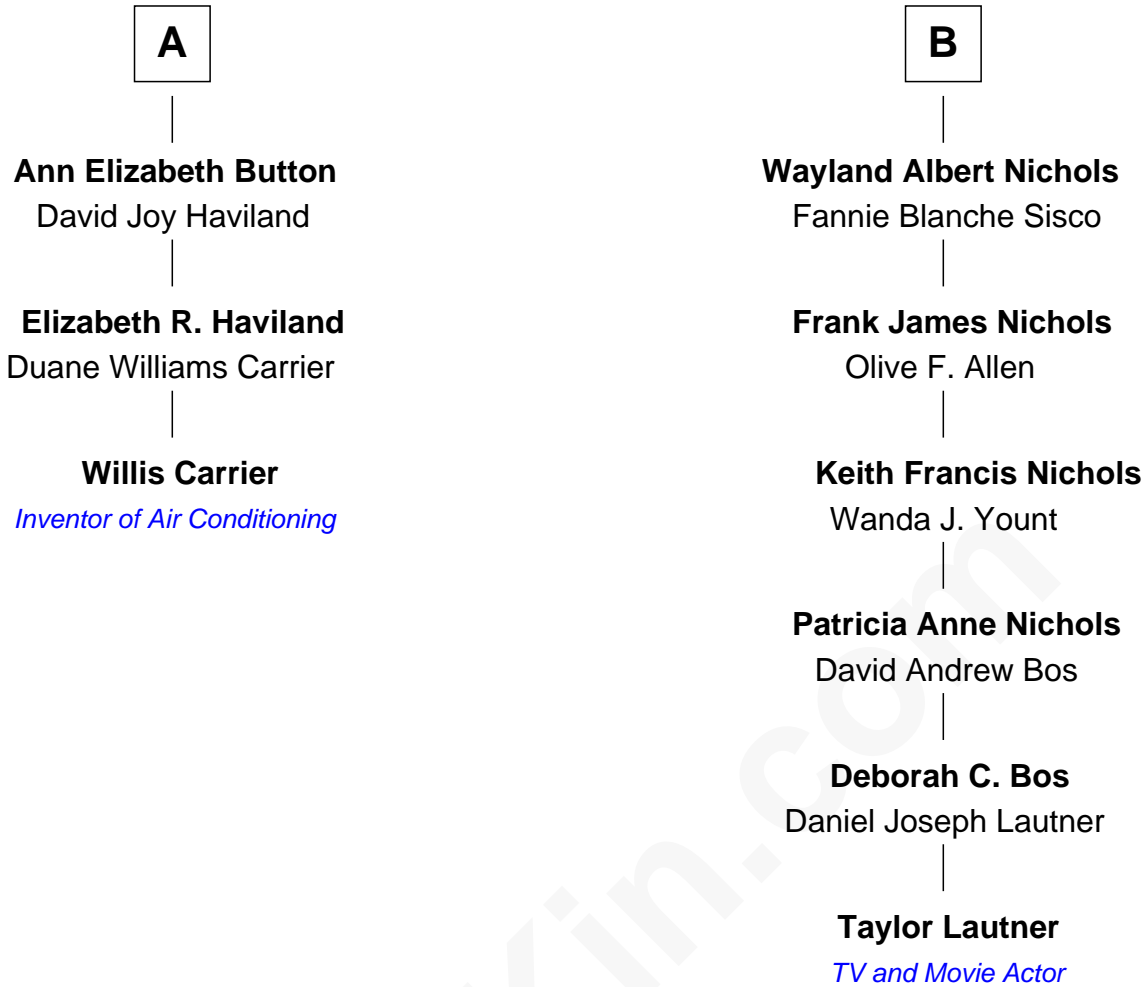 A
Ann Elizabeth Button
David Joy Haviland
Elizabeth R. Haviland
Duane Williams Carrier
Willis Carrier
Inventor of Air Conditioning
B
Wayland Albert Nichols
Fannie Blanche Sisco
Frank James Nichols
Olive F. Allen
Keith Francis Nichols
Wanda J. Yount
Patricia Anne Nichols
David Andrew Bos
Deborah C. Bos
Daniel Joseph Lautner
Taylor Lautner
TV and Movie Actor